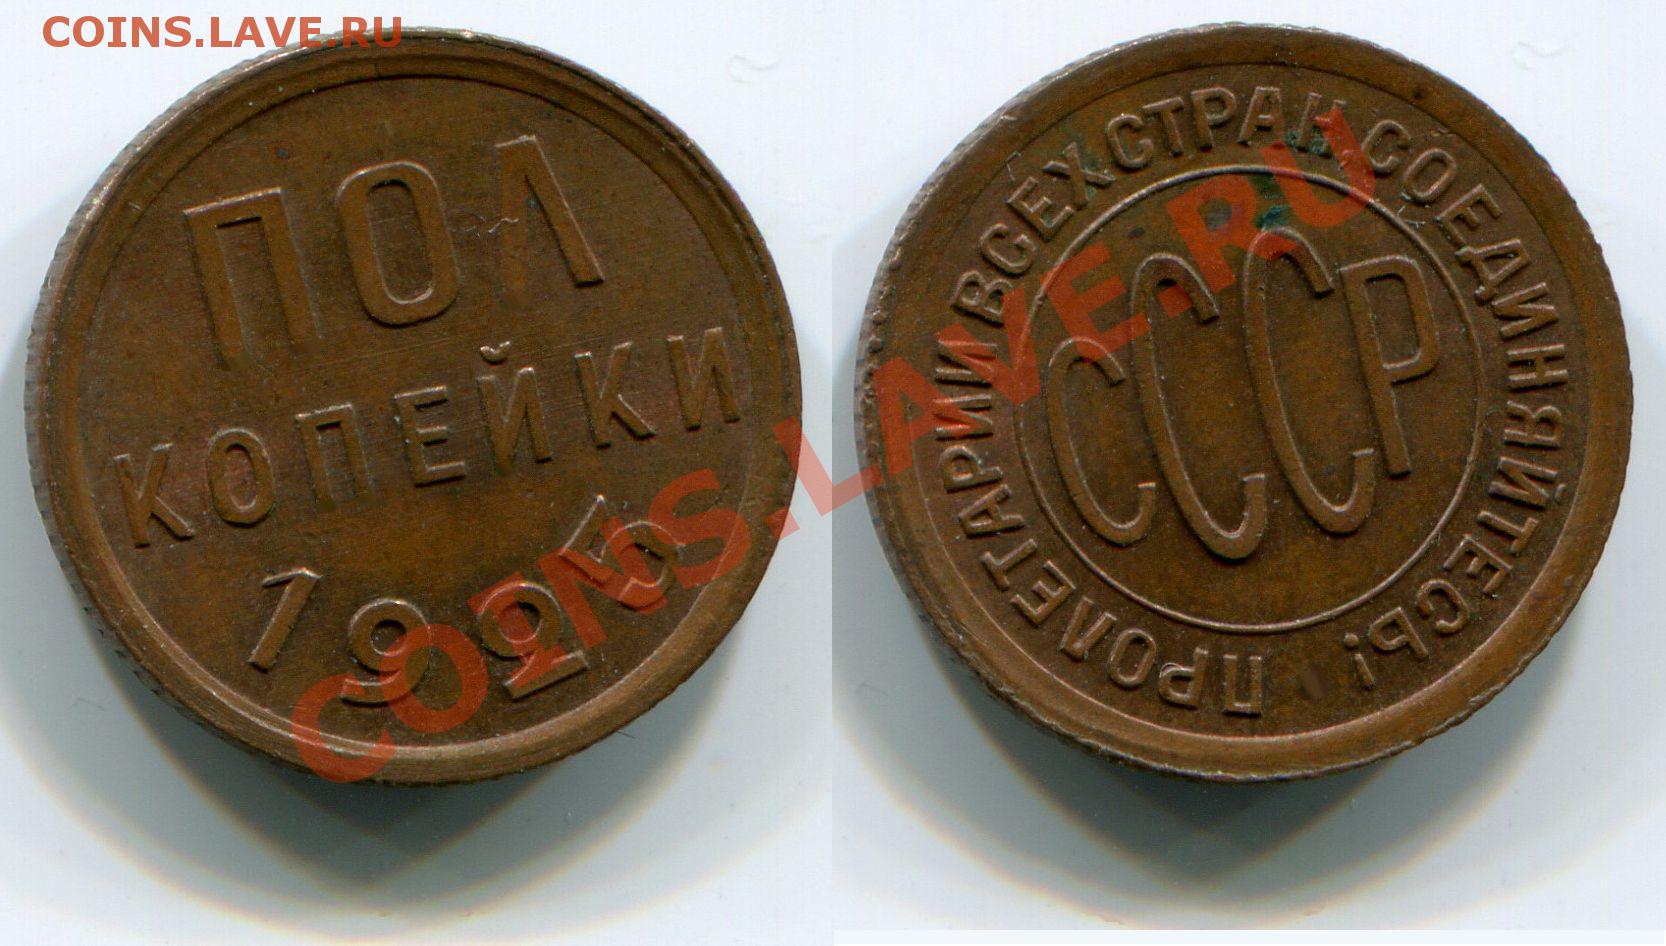 COINS.LAVE.RU
ПОЛ
КОПЕЙКИ
1925
ПРОЛЕТАРИИ ВСЕХ СТРАН, СОЕДИНЯЙТЕСЬ!
СССР
COINS.LAVE.RU